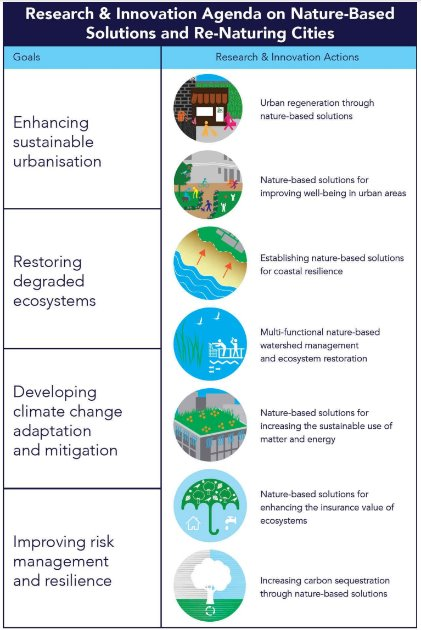 Research & Innovation Agenda on Nature-Based
Solutions and Re-Naturing Cities
Goals
Research & Innovation Actions
Enhancing
sustainable
urbanisation
Restoring
degraded
ecosystems
Developing
climate change
adaptation
and mitigation
Improving risk
management
and resilience
Urban regeneration through
nature-based solutions
Nature-based solutions for
improving well-being in urban areas
Establishing nature-based solutions
for coastal resilience
Multi-functional nature-based
watershed management
and ecosystem restoration
Nature-based solutions for
increasing the sustainable use of
matter and energy
Nature-based solutions for
enhancing the insurance value of
ecosystems
Increasing carbon sequestration
through nature-based solutions